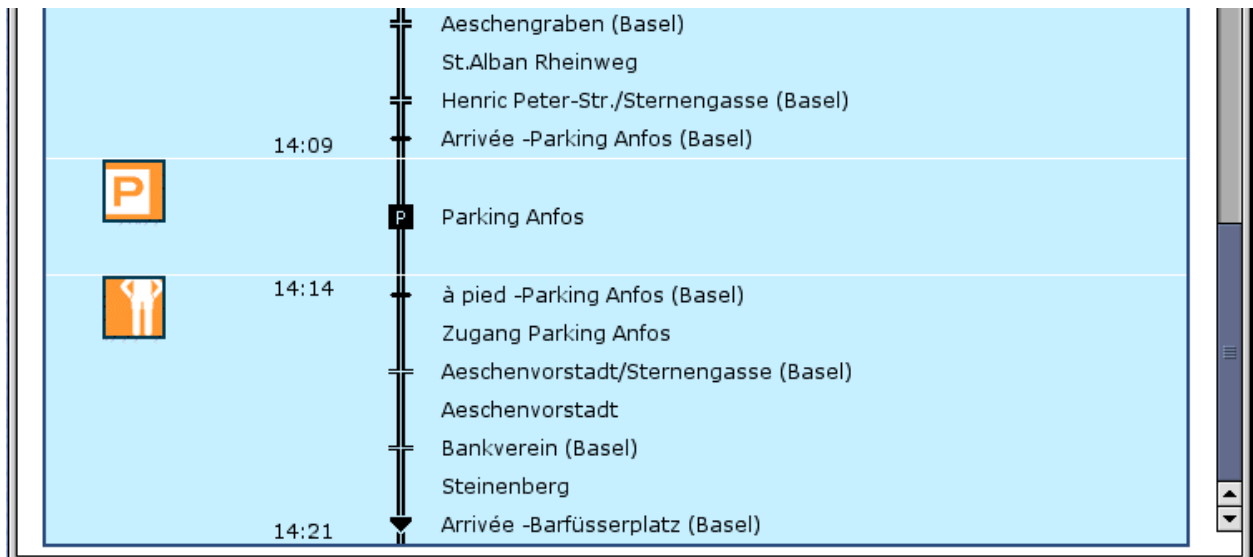 Aeschengraben (Basel)
St.Alban Rheinweg
Henric Peter-Str./Sternengasse (Basel)
14:09 Arrivée -Parking Anfos (Basel)
P
P Parking Anfos
14:14 à pied -Parking Anfos (Basel)
Zugang Parking Anfos
Aeschenvorstadt/Sternengasse (Basel)
Aeschenvorstadt
Bankverein (Basel)
Steinenberg
14:21 Arrivée -Barfüsserplatz (Basel)